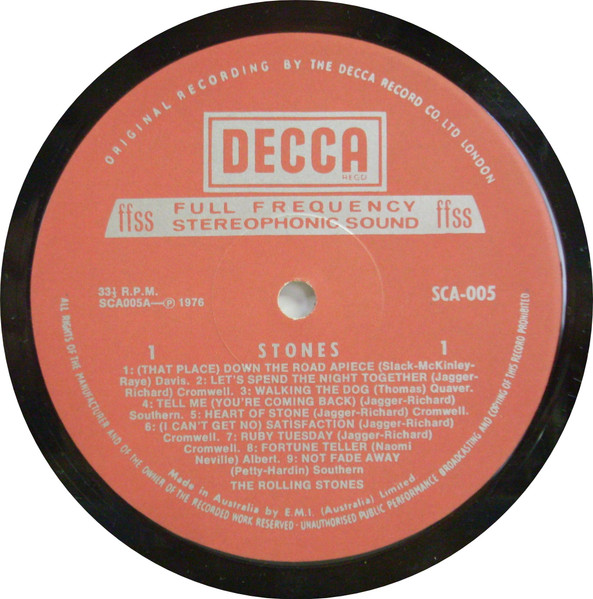 ORIGINAL RECORDING BY THE DECCA RECORD CO. LTD LONDON
DECCA
REGD
ffss FULL FREQUENCY ffss
STEREOPHONIC SOUND
33⅓ R.P.M.
SCA005A—Ⓟ 1976
SCA-005
1 STONES 1
1: (THAT PLACE) DOWN THE ROAD APIECE (Slack-McKinley-
Raye) Davis. 2: LET'S SPEND THE NIGHT TOGETHER (Jagger-
Richard) Cromwell. 3: WALKING THE DOG (Thomas) Quaver.
4: TELL ME (YOU'RE COMING BACK) (Jagger-Richard)
Southern. 5: HEART OF STONE (Jagger-Richard) Cromwell.
6: (I CAN'T GET NO) SATISFACTION (Jagger-Richard)
Cromwell. 7: RUBY TUESDAY (Jagger-Richard)
Cromwell. 8: FORTUNE TELLER (Naomi
Neville) Albert. 9: NOT FADE AWAY
(Petty-Hardin) Southern
THE ROLLING STONES
Made in Australia by E.M.I. (Australia) Limited
ALL RIGHTS OF THE MANUFACTURER AND OF THE OWNER OF THE RECORDED WORK RESERVED · UNAUTHORISED PUBLIC PERFORMANCE BROADCASTING AND COPYING OF THIS RECORD PROHIBITED